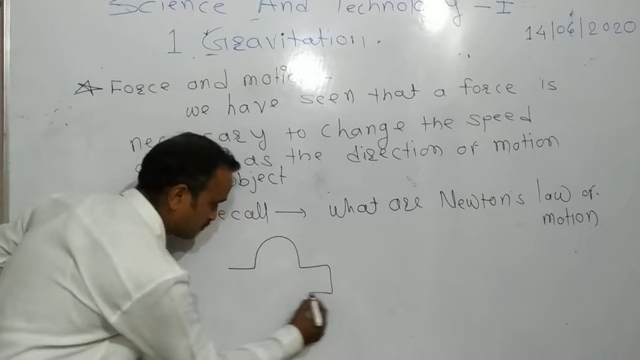 Science And Technology - I
14/06/2020
1 Gravitation.
Force and motion
we have seen that a force is
necessary to change the speed
as the direction of motion
object
Recall → what are Newton's law of
motion